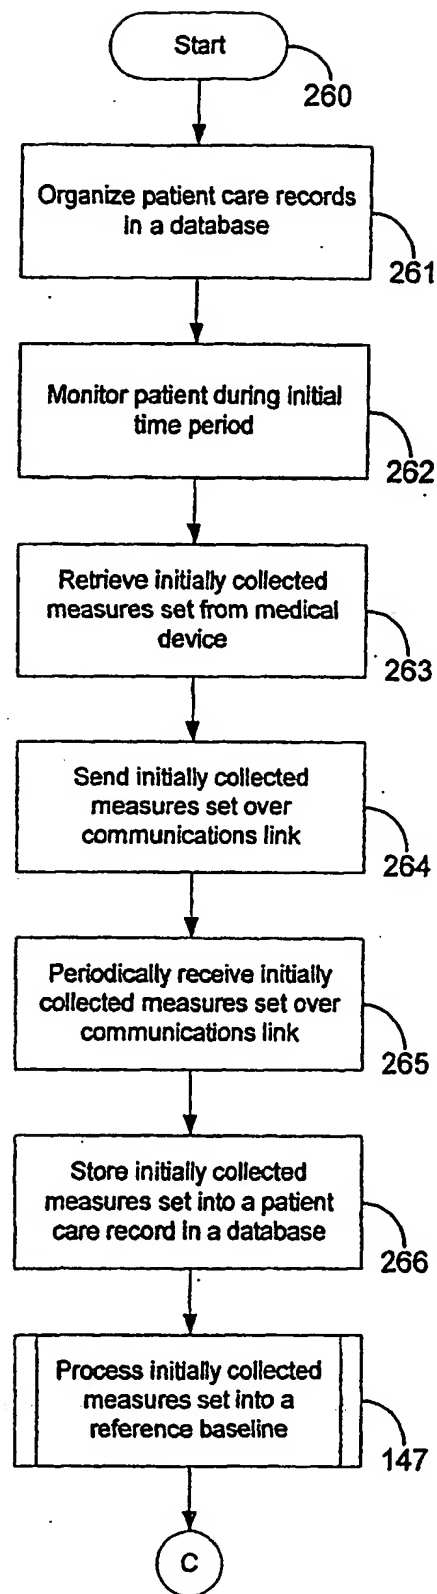 Start
260
Organize patient care records
in a database
261
Monitor patient during initial
time period
262
Retrieve initially collected
measures set from medical
device
263
Send initially collected
measures set over
communications link
264
Periodically receive initially
collected measures set over
communications link
265
Store initially collected
measures set into a patient
care record in a database
266
Process initially collected
measures set into a
reference baseline
147
C